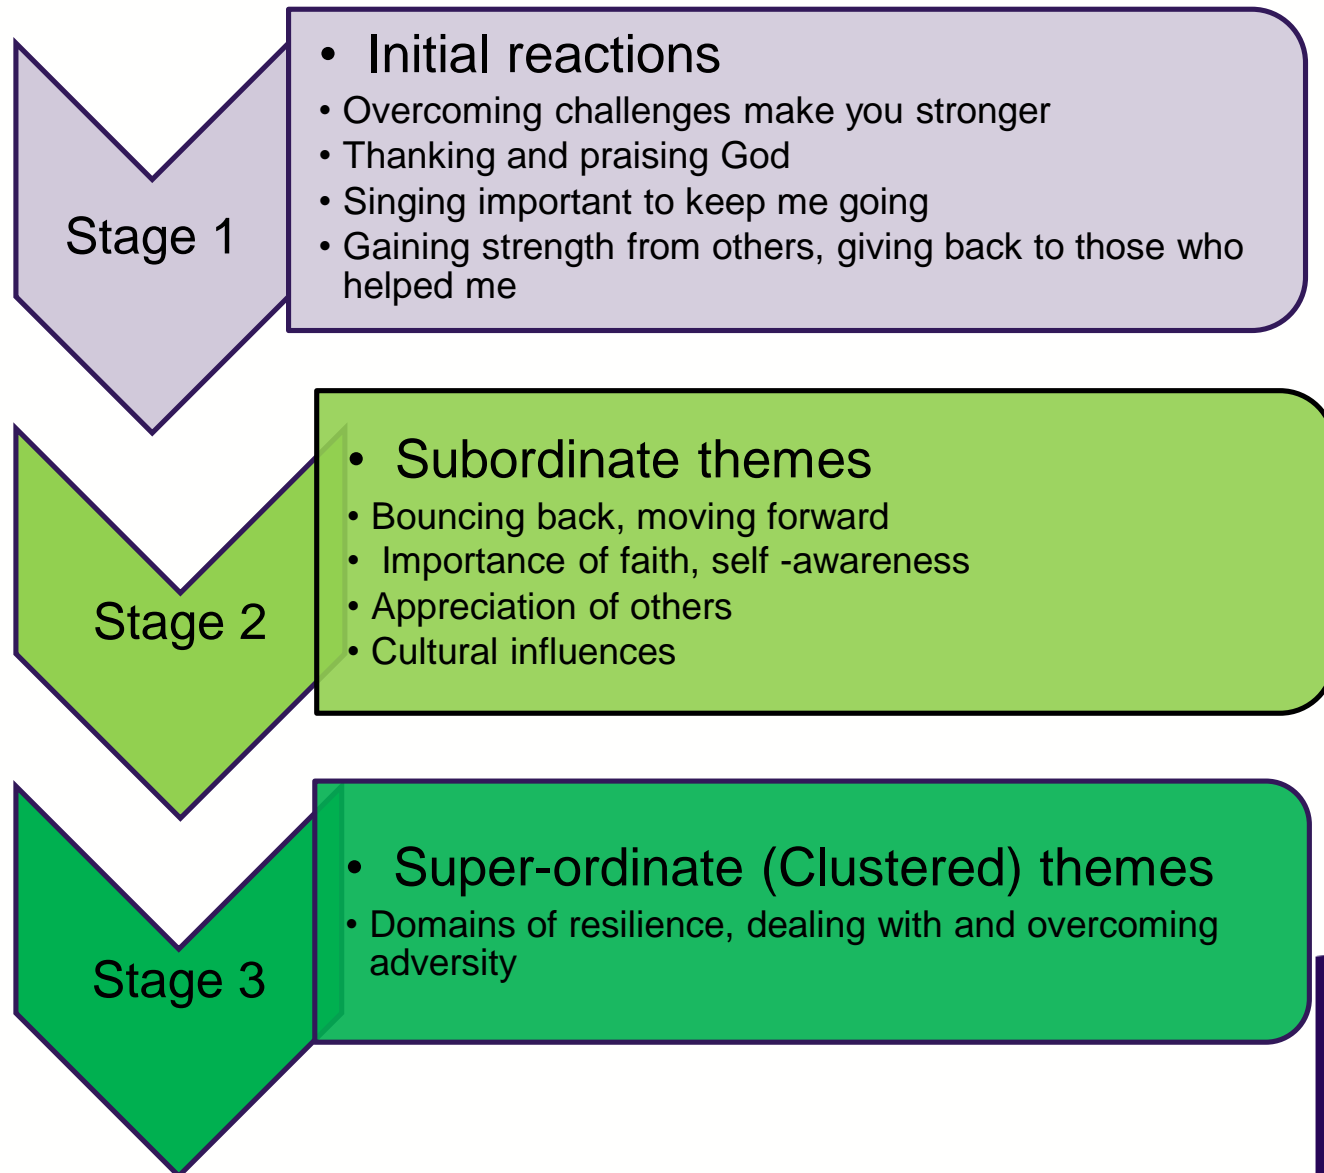 Stage 1
• Initial reactions
• Overcoming challenges make you stronger
• Thanking and praising God
• Singing important to keep me going
• Gaining strength from others, giving back to those who
helped me
Stage 2
• Subordinate themes
• Bouncing back, moving forward
• Importance of faith, self -awareness
• Appreciation of others
• Cultural influences
Stage 3
• Super-ordinate (Clustered) themes
• Domains of resilience, dealing with and overcoming
adversity